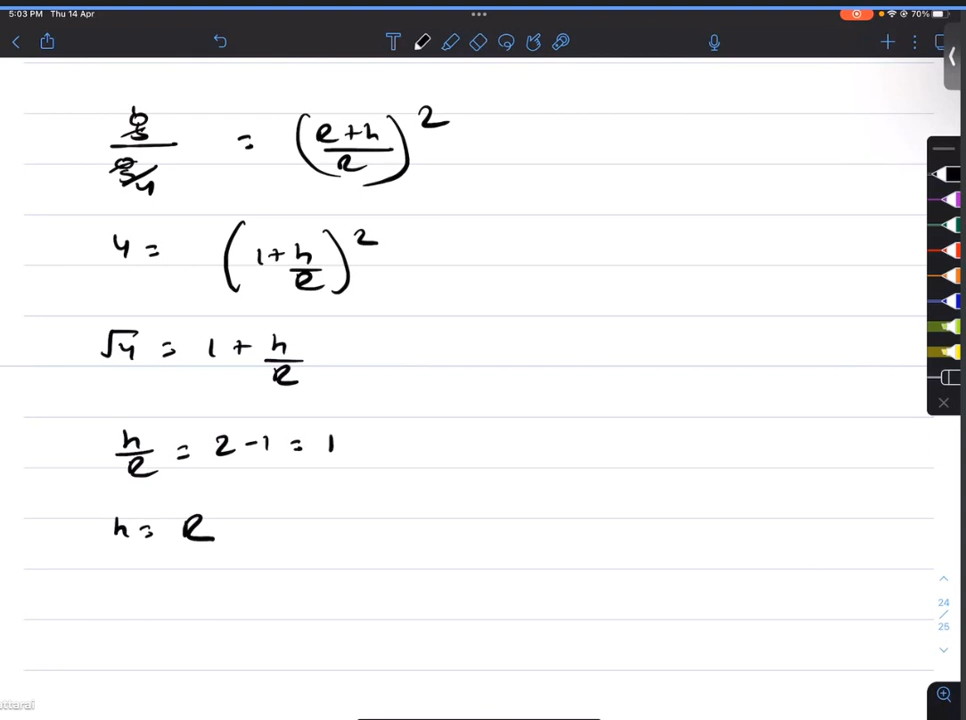 5:03 PM Thu 14 Apr 70%
g/(g/4) = ((R+h)/R)^2
4 = (1+h/R)^2
√4 = 1 + h/R
h/R = 2-1 = 1
h = R
24
/
25
uttarai